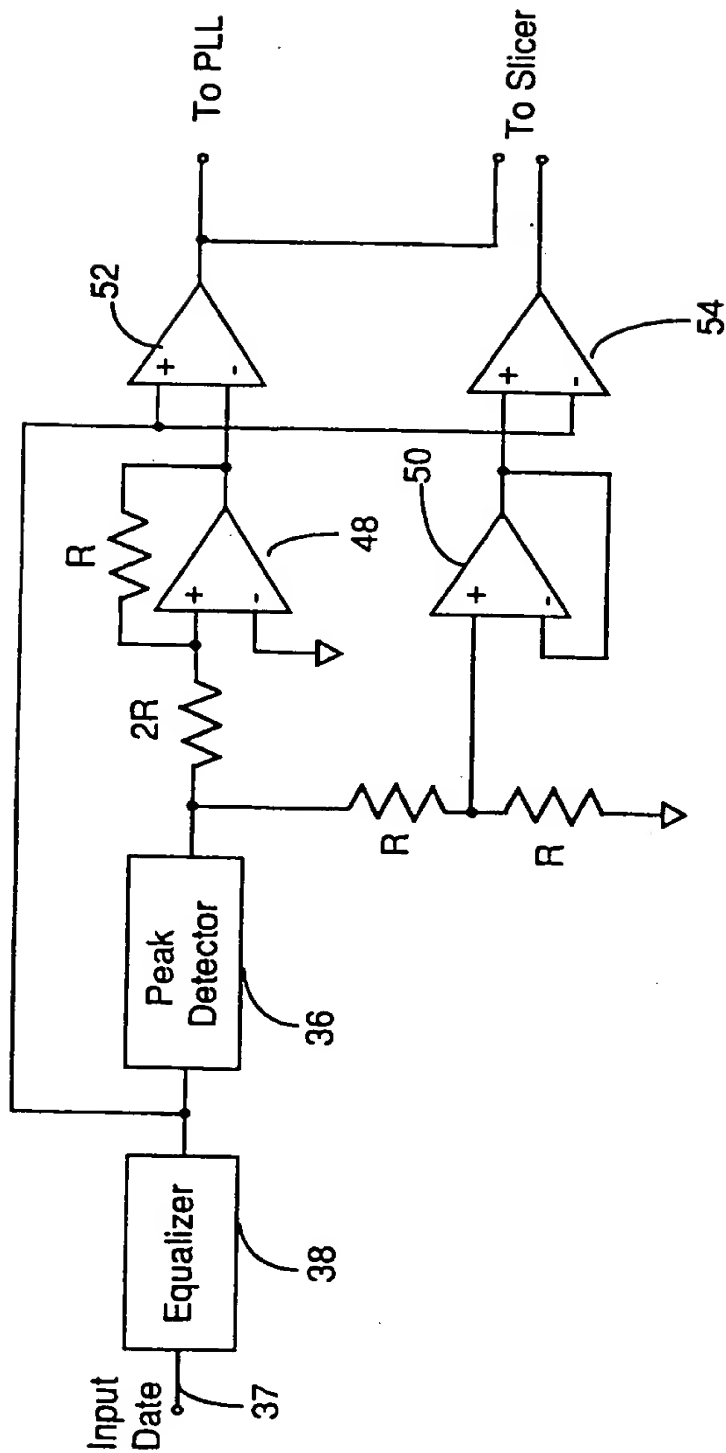 Input
Date
37
Equalizer
38
Peak
Detector
36
2R
R
+
-
48
R
R
+
-
50
+
-
52
+
-
54
To PLL
To Slicer